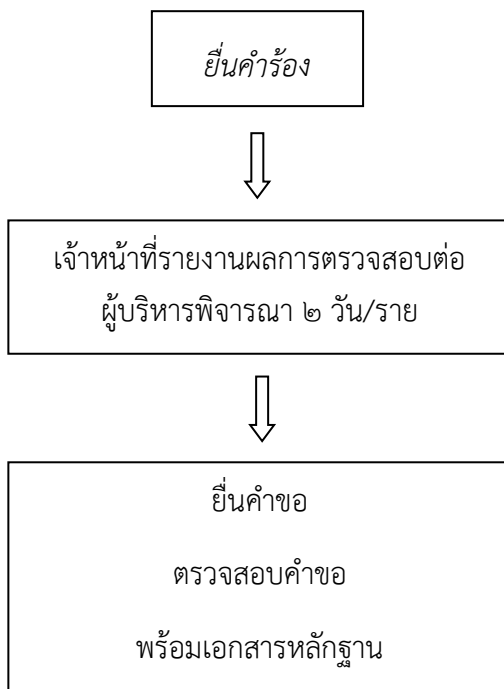 ยื่นคำร้อง
เจ้าหน้าที่รายงานผลการตรวจสอบต่อ
ผู้บริหารพิจารณา ๒ วัน/ราย
ยื่นคำขอ
ตรวจสอบคำขอ
พร้อมเอกสารหลักฐาน